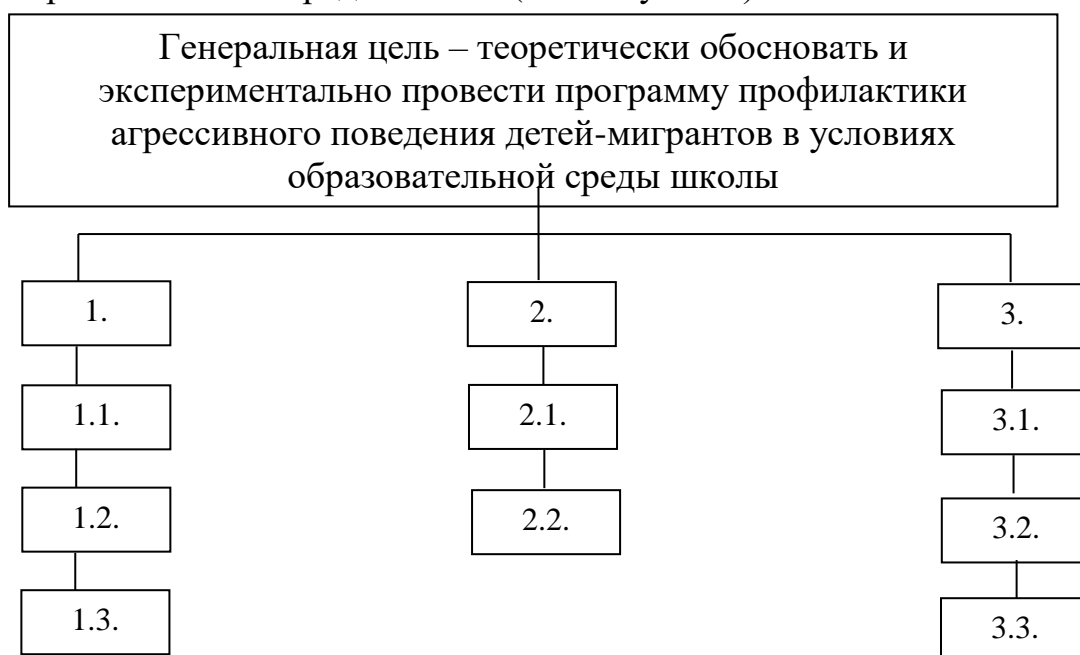 Генеральная цель – теоретически обосновать и
экспериментально провести программу профилактики
агрессивного поведения детей-мигрантов в условиях
образовательной среды школы
1.
2.
3.
1.1.
2.1.
3.1.
1.2.
2.2.
3.2.
1.3.
3.3.